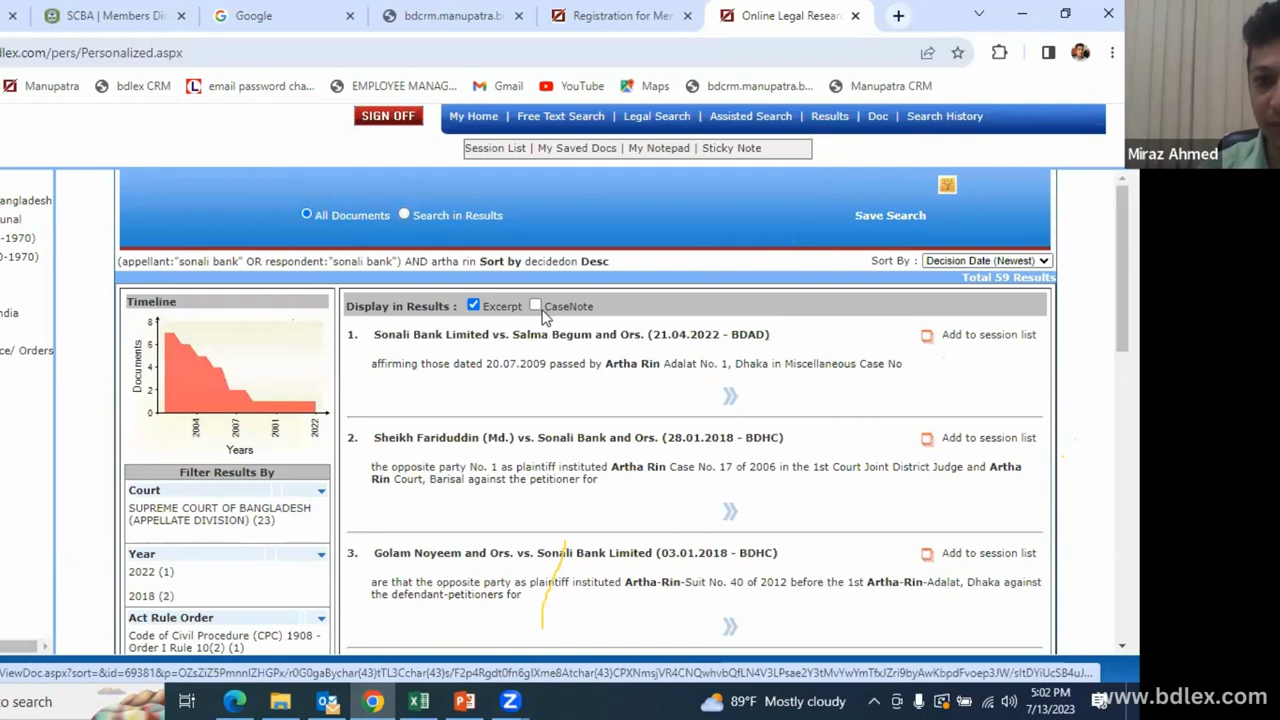 SCBA | Members Di
Google
bdcrm.manupatra.b
Registration for Mer
Online Legal Resear
dlex.com/pers/Personalized.aspx
Manupatra
bdlex CRM
email password cha...
EMPLOYEE MANAG...
Gmail
YouTube
Maps
bdcrm.manupatra.b...
Manupatra CRM
SIGN OFF
My Home | Free Text Search | Legal Search | Assisted Search | Results | Doc | Search History
Session List | My Saved Docs | My Notepad | Sticky Note
Miraz Ahmed
angladesh
unal
-1970)
0-1970)
ndia
ce/ Orders
All Documents Search in Results
Save Search
(appellant:"sonali bank" OR respondent:"sonali bank") AND artha rin Sort by decidedon Desc
Sort By : Decision Date (Newest)
Total 59 Results
Timeline
8
6
4
2
0
Documents
2004
2007
2001
2022
Years
Filter Results By
Court
SUPREME COURT OF BANGLADESH
(APPELLATE DIVISION) (23)
Year
2022 (1)
2018 (2)
Act Rule Order
Code of Civil Procedure (CPC) 1908 -
Order I Rule 10(2) (1)
Display in Results : Excerpt CaseNote
1. Sonali Bank Limited vs. Salma Begum and Ors. (21.04.2022 - BDAD)
Add to session list
affirming those dated 20.07.2009 passed by Artha Rin Adalat No. 1, Dhaka in Miscellaneous Case No
2. Sheikh Fariduddin (Md.) vs. Sonali Bank and Ors. (28.01.2018 - BDHC)
Add to session list
the opposite party No. 1 as plaintiff instituted Artha Rin Case No. 17 of 2006 in the 1st Court Joint District Judge and Artha
Rin Court, Barisal against the petitioner for
3. Golam Noyeem and Ors. vs. Sonali Bank Limited (03.01.2018 - BDHC)
Add to session list
are that the opposite party as plaintiff instituted Artha-Rin-Suit No. 40 of 2012 before the 1st Artha-Rin-Adalat, Dhaka against
the defendant-petitioners for
to search
89°F Mostly cloudy
5:02 PM
7/13/2023
www.bdlex.com